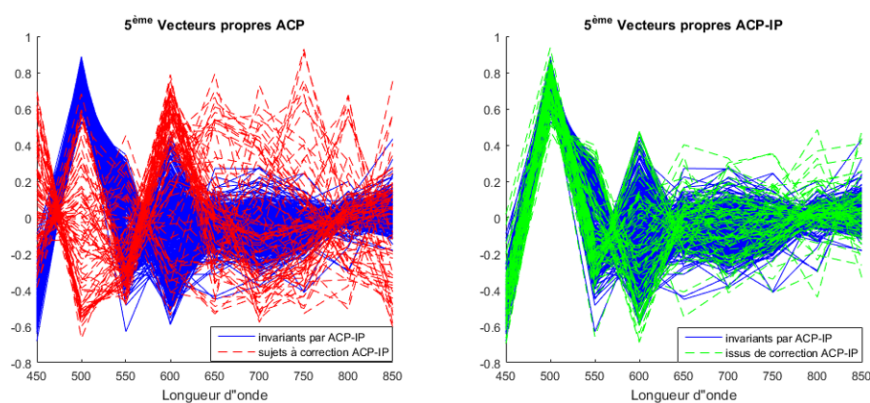 5ème Vecteurs propres ACP
1
0.8
0.6
0.4
0.2
0
-0.2
-0.4
-0.6
-0.8
invariants par ACP-IP
sujets à correction ACP-IP
450 500 550 600 650 700 750 800 850
Longueur d"onde
5ème Vecteurs propres ACP-IP
1
0.8
0.6
0.4
0.2
0
-0.2
-0.4
-0.6
-0.8
invariants par ACP-IP
issus de correction ACP-IP
450 500 550 600 650 700 750 800 850
Longueur d"onde